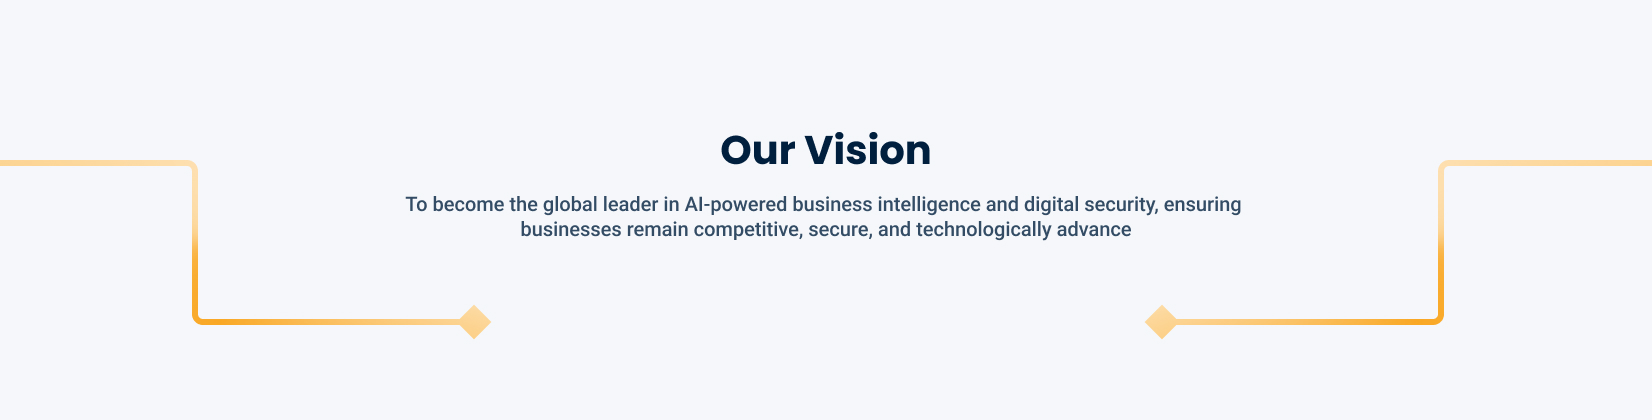 Our Vision
To become the global leader in AI-powered business intelligence and digital security, ensuring
businesses remain competitive, secure, and technologically advance